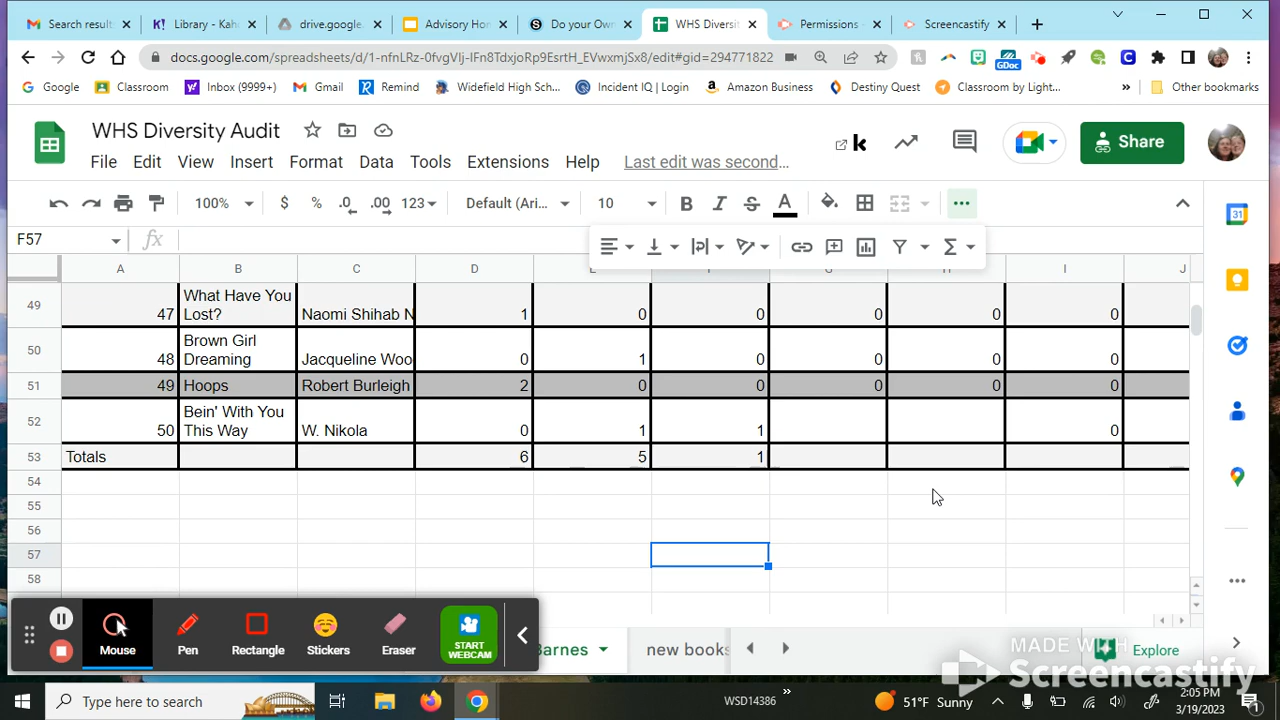 Search result
Library - Kah
drive.google.
Advisory Hor
Do your Own
WHS Diversit
Permissions -
Screencastify
docs.google.com/spreadsheets/d/1-nfnLRz_0fvgVIj-IFn8TdxjoRp9EsrtH_EVwxmjSx8/edit#gid=294771822
Google
Classroom
Inbox (9999+)
Gmail
Remind
Widefield High Sch...
Incident IQ | Login
Amazon Business
Destiny Quest
Classroom by Light...
»
Other bookmarks
WHS Diversity Audit
File Edit View Insert Format Data Tools Extensions Help Last edit was second...
Share
100% $ % .0 .00 123 Default (Ari... 10 B I S A
F57 fx
A B C D E F G H I J
49 47 What Have You Lost? Naomi Shihab N 1 0 0 0 0 0
50 48 Brown Girl Dreaming Jacqueline Woo 0 1 0 0 0 0
51 49 Hoops Robert Burleigh 2 0 0 0 0 0
52 50 Bein' With You This Way W. Nikola 0 1 1 0
53 Totals 6 5 1
54
55
56
57
58
Mouse
Pen
Rectangle
Stickers
Eraser
START WEBCAM
Barnes
new books
Explore
MADE WITH
Screencastify
Type here to search
WSD14386
»
51°F Sunny
2:05 PM
3/19/2023